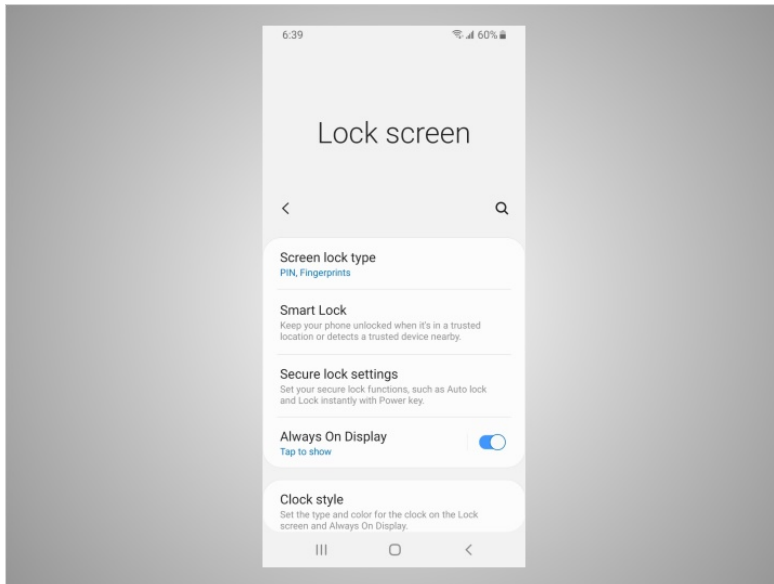 6:39 60%
Lock screen
Screen lock type
PIN, Fingerprints
Smart Lock
Keep your phone unlocked when it's in a trusted
location or detects a trusted device nearby.
Secure lock settings
Set your secure lock functions, such as Auto lock
and Lock instantly with Power key.
Always On Display
Tap to show
Clock style
Set the type and color for the clock on the Lock
screen and Always On Display.